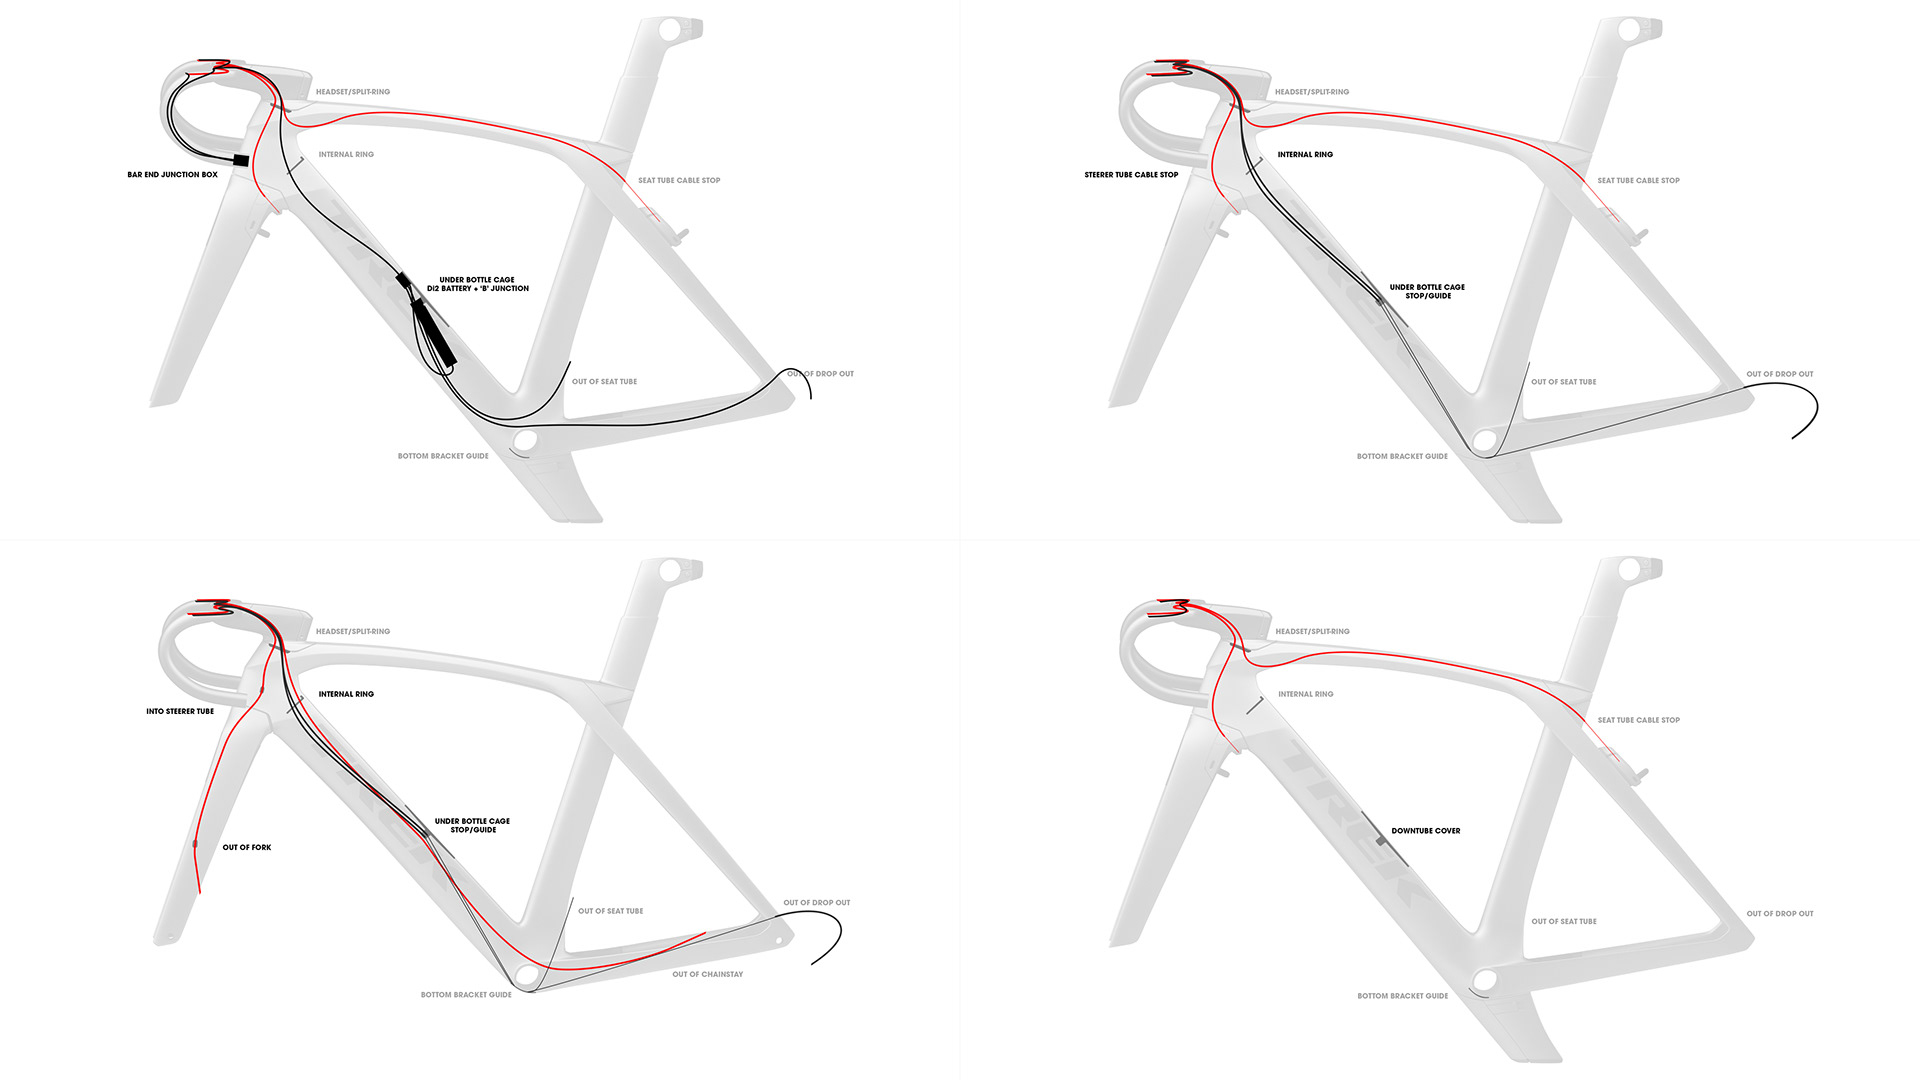 HEADSET/SPLIT-RING
INTERNAL RING
BAR END JUNCTION BOX
SEAT TUBE CABLE STOP
UNDER BOTTLE CAGE
Di2 BATTERY + 'B' JUNCTION
OUT OF DROP OUT
OUT OF SEAT TUBE
BOTTOM BRACKET GUIDE
TREK
HEADSET/SPLIT-RING
INTERNAL RING
STEERER TUBE CABLE STOP
SEAT TUBE CABLE STOP
UNDER BOTTLE CAGE
STOP/GUIDE
OUT OF DROP OUT
OUT OF SEAT TUBE
BOTTOM BRACKET GUIDE
TREK
HEADSET/SPLIT-RING
INTERNAL RING
INTO STEERER TUBE
UNDER BOTTLE CAGE
STOP/GUIDE
OUT OF FORK
OUT OF DROP OUT
OUT OF SEAT TUBE
OUT OF CHAINSTAY
BOTTOM BRACKET GUIDE
TREK
HEADSET/SPLIT-RING
INTERNAL RING
SEAT TUBE CABLE STOP
DOWNTUBE COVER
OUT OF DROP OUT
OUT OF SEAT TUBE
BOTTOM BRACKET GUIDE
TREK